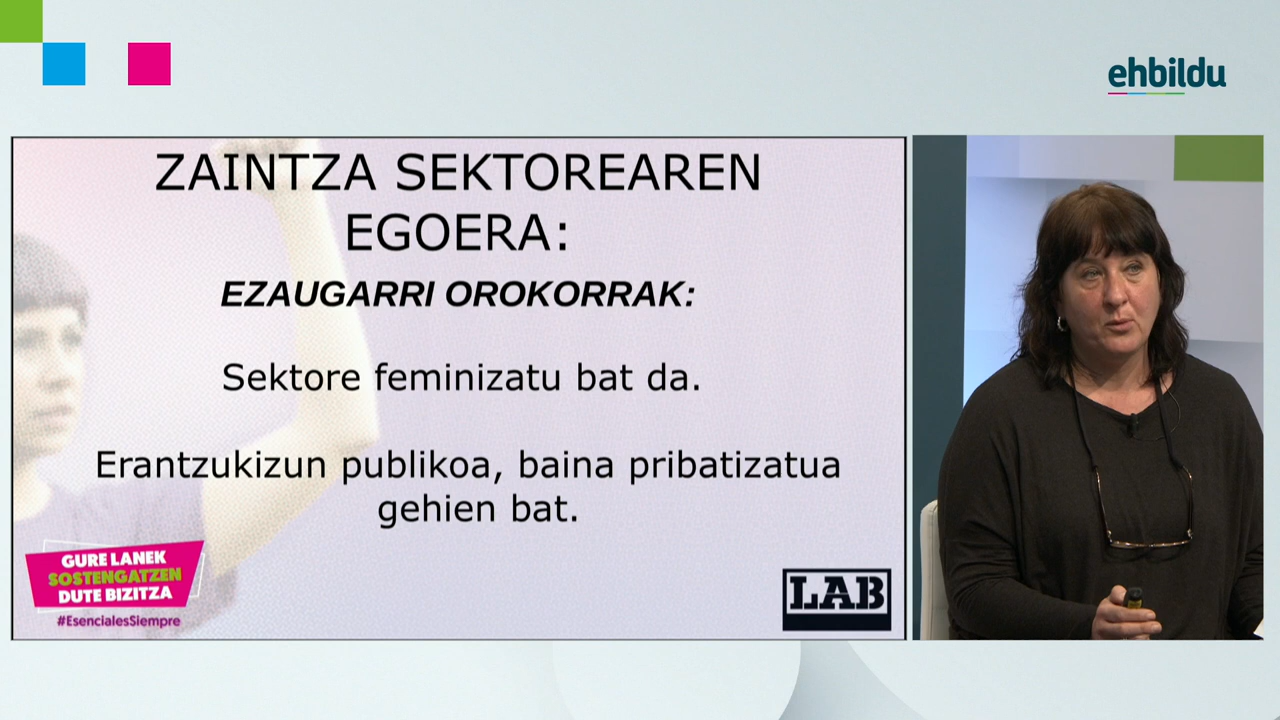 ehbildu
ZAINTZA SEKTOREAREN
EGOERA:
EZAUGARRI OROKORRAK:
Sektore feminizatu bat da.
Erantzukizun publikoa, baina pribatizatua
gehien bat.
GURE LANEK
SOSTENGATZEN
DUTE BIZITZA
#EsencialesSiempre
LAB